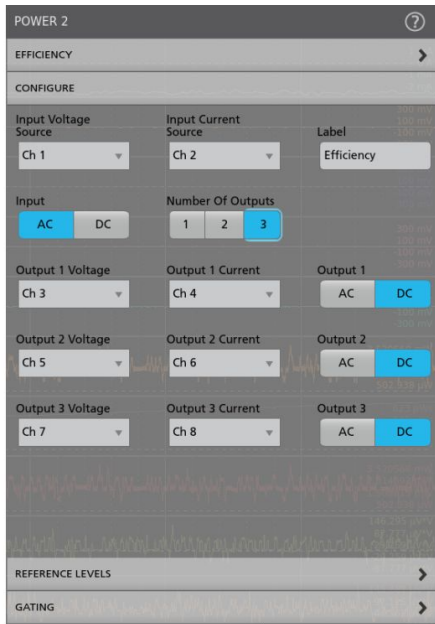 POWER 2
?
EFFICIENCY
CONFIGURE
Input Voltage Source
Input Current Source
Label
Ch 1
Ch 2
Efficiency
Input
Number Of Outputs
AC DC
1 2 3
Output 1 Voltage
Output 1 Current
Output 1
Ch 3
Ch 4
AC DC
Output 2 Voltage
Output 2 Current
Output 2
Ch 5
Ch 6
AC DC
Output 3 Voltage
Output 3 Current
Output 3
Ch 7
Ch 8
AC DC
REFERENCE LEVELS
GATING